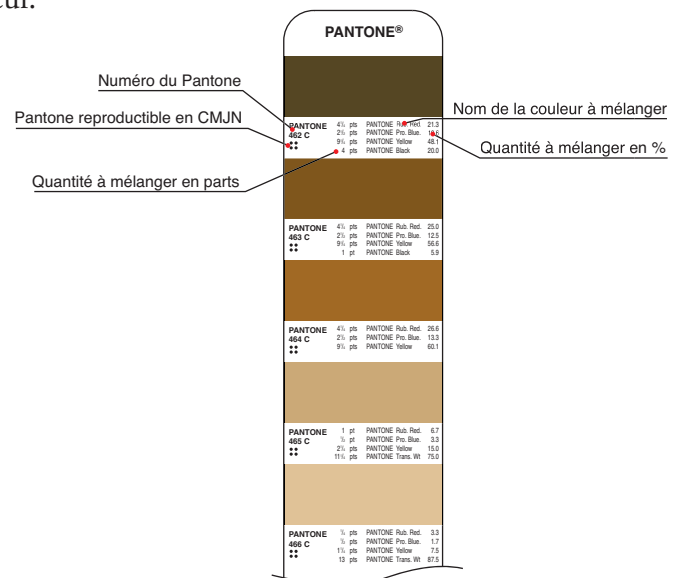 eur.
PANTONE®
Numéro du Pantone
Pantone reproductible en CMJN
Quantité à mélanger en parts
Nom de la couleur à mélanger
Quantité à mélanger en %
PANTONE
462 C
pts PANTONE Rub. Red. 21.3
pts PANTONE Pro. Blue.
pts PANTONE Yellow 48.1
4 pts PANTONE Black 20.0
PANTONE
463 C
pts PANTONE Rub. Red. 25.0
pts PANTONE Pro. Blue. 12.5
pts PANTONE Yellow 56.6
1 pt PANTONE Black 5.9
PANTONE
464 C
pts PANTONE Rub. Red. 26.6
pts PANTONE Pro. Blue. 13.3
pts PANTONE Yellow 60.1
PANTONE
465 C
1 pt PANTONE Rub. Red. 6.7
pt PANTONE Pro. Blue. 3.3
pts PANTONE Yellow 15.0
pts PANTONE Trans. Wt 75.0
PANTONE
466 C
pts PANTONE Rub. Red. 3.3
pts PANTONE Pro. Blue. 1.7
pts PANTONE Yellow 7.5
13 pts PANTONE Trans. Wt 87.5